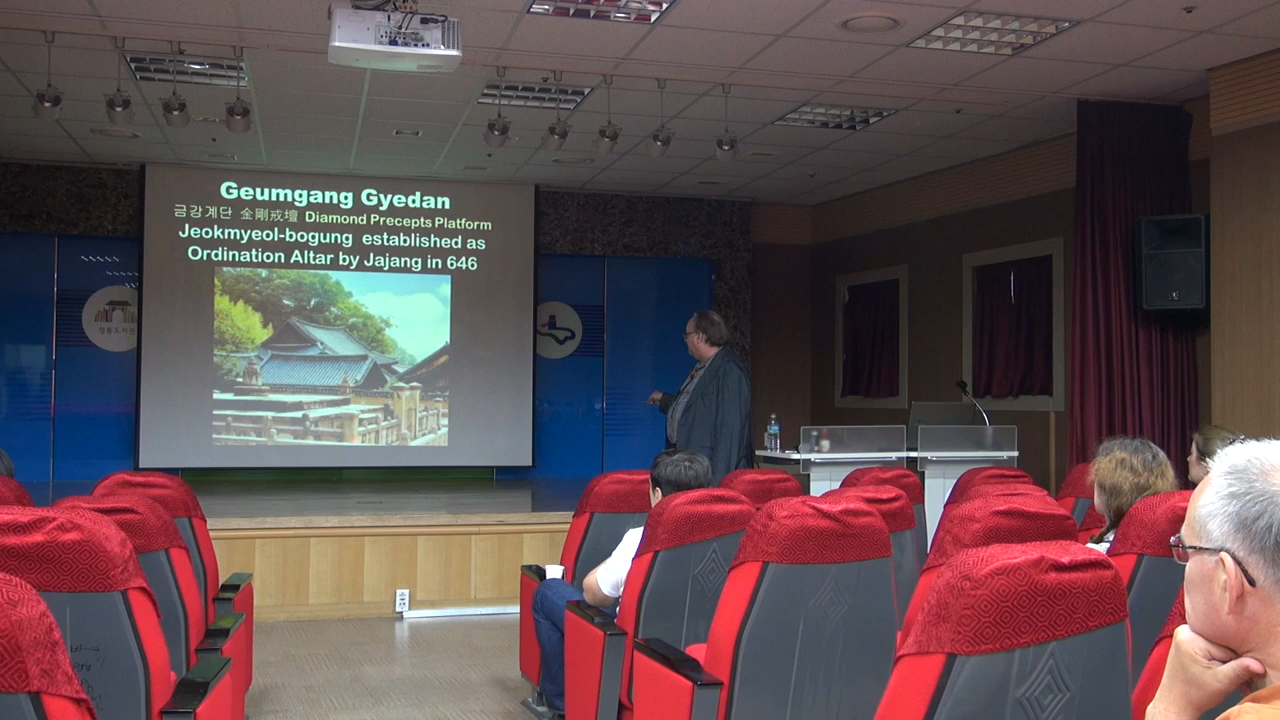 Geumgang Gyedan
금강계단 金剛戒壇 Diamond Precepts Platform
Jeokmyeol-bogung established as
Ordination Altar by Jajang in 646